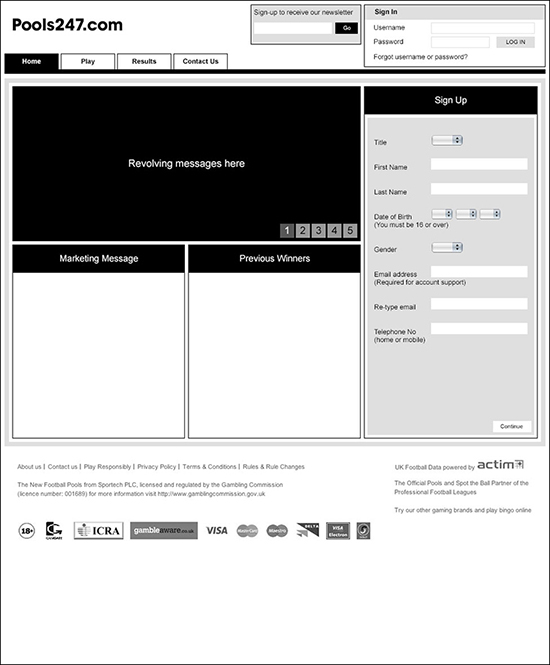 Pools247.com
Sign-up to receive our newsletter
Go
Sign In
Username
Password
LOG IN
Forgot username or password?
Home
Play
Results
Contact Us
Revolving messages here
1 2 3 4 5
Marketing Message
Previous Winners
Sign Up
Title
First Name
Last Name
Date of Birth
(You must be 16 or over)
Gender
Email address
(Required for account support)
Re-type email
Telephone No
(home or mobile)
Continue
About us | Contact us | Play Responsibly | Privacy Policy | Terms & Conditions | Rules & Rule Changes
The New Football Pools from Sportech PLC, licensed and regulated by the Gambling Commission
(licence number: 001689) for more information visit http://www.gamblingcommission.gov.uk
UK Football Data powered by actim
The Official Pools and Spot the Ball Partner of the
Professional Football Leagues
Try our other gaming brands and play bingo online
18+
ICRA
gambleaware.co.uk
VISA
MasterCard
Maestro
DELTA
VISA
Electron